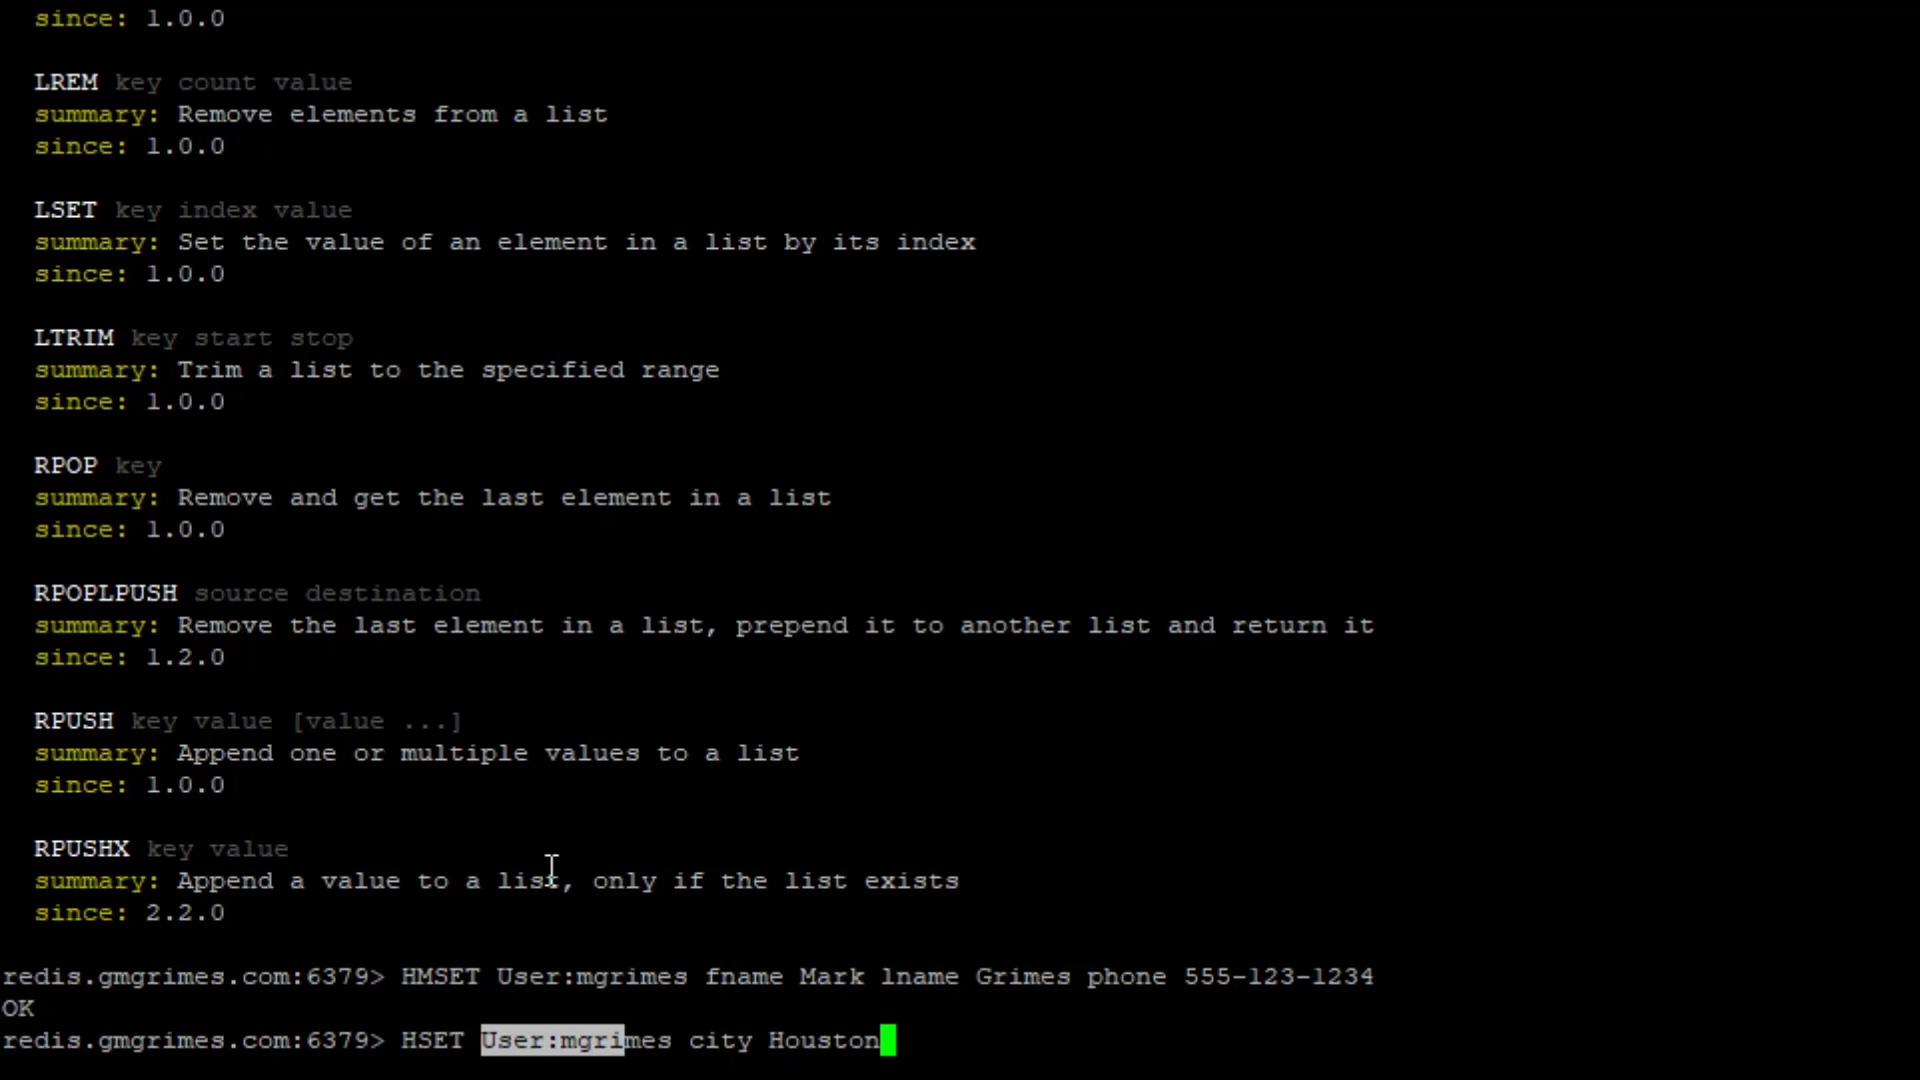 since: 1.0.0
LREM key count value
summary: Remove elements from a list
since: 1.0.0
LSET key index value
summary: Set the value of an element in a list by its index
since: 1.0.0
LTRIM key start stop
summary: Trim a list to the specified range
since: 1.0.0
RPOP key
summary: Remove and get the last element in a list
since: 1.0.0
RPOPLPUSH source destination
summary: Remove the last element in a list, prepend it to another list and return it
since: 1.2.0
RPUSH key value [value ...]
summary: Append one or multiple values to a list
since: 1.0.0
RPUSHX key value
summary: Append a value to a list, only if the list exists
since: 2.2.0
redis.gmgrimes.com:6379> HMSET User:mgrimes fname Mark lname Grimes phone 555-123-1234
OK
redis.gmgrimes.com:6379> HSET User:mgrimes city Houston